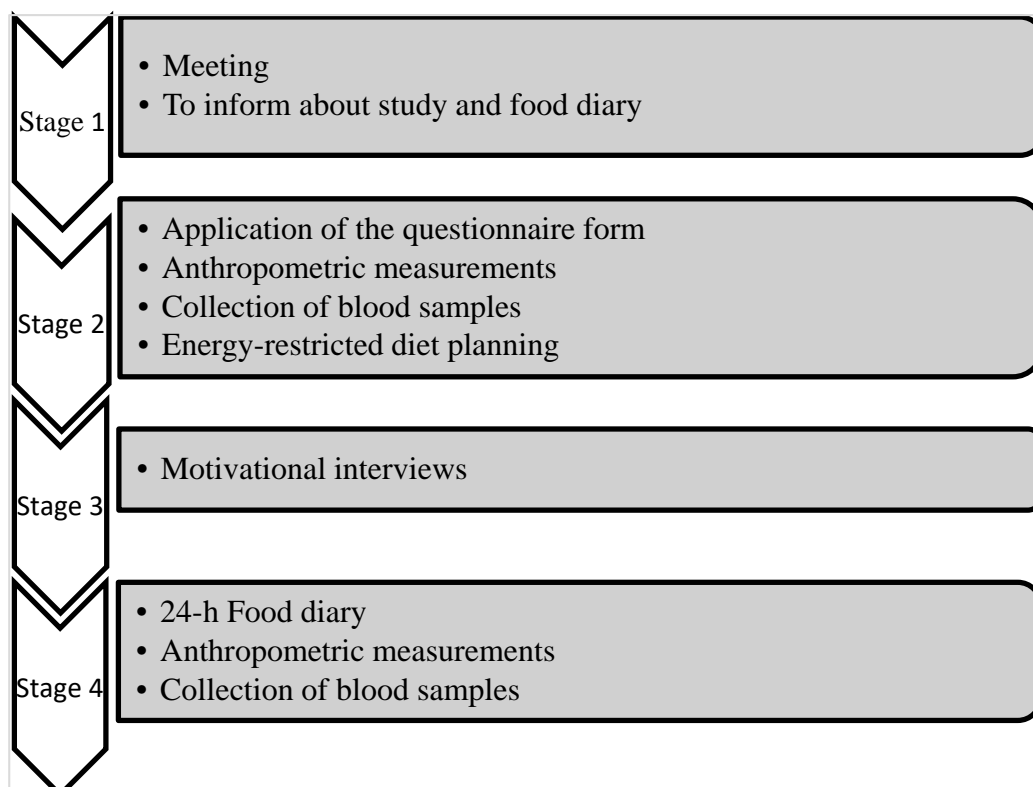 Stage 1
• Meeting
• To inform about study and food diary
Stage 2
• Application of the questionnaire form
• Anthropometric measurements
• Collection of blood samples
• Energy-restricted diet planning
Stage 3
• Motivational interviews
Stage 4
• 24-h Food diary
• Anthropometric measurements
• Collection of blood samples